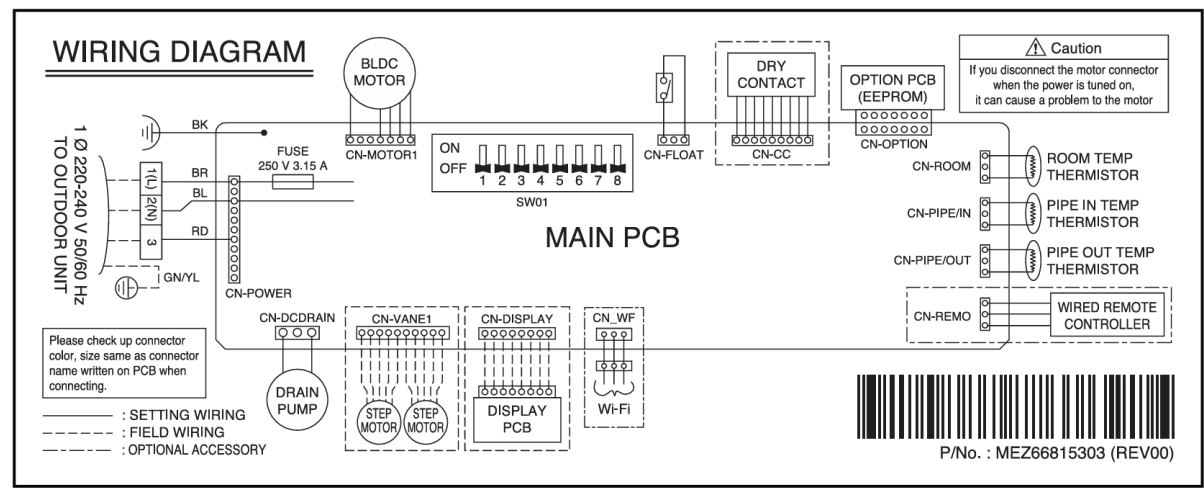 WIRING DIAGRAM
BLDC
MOTOR
CN-MOTOR1
DRY
CONTACT
CN-CC
CN-FLOAT
OPTION PCB
(EEPROM)
CN-OPTION
Caution
If you disconnect the motor connector
when the power is tuned on,
it can cause a problem to the motor
1 Ø 220-240 V 50/60 Hz
TO OUTDOOR UNIT
BK
1(L)
BR
2(N)
BL
3
RD
GN/YL
FUSE
250 V 3.15 A
CN-POWER
ON
OFF
1 2 3 4 5 6 7 8
SW01
MAIN PCB
CN-ROOM
ROOM TEMP
THERMISTOR
CN-PIPE/IN
PIPE IN TEMP
THERMISTOR
CN-PIPE/OUT
PIPE OUT TEMP
THERMISTOR
CN-REMO
WIRED REMOTE
CONTROLLER
CN-DCDRAIN
DRAIN
PUMP
CN-VANE1
STEP
MOTOR
STEP
MOTOR
CN-DISPLAY
DISPLAY
PCB
CN_WF
Wi-Fi
Please check up connector
color, size same as connector
name written on PCB when
connecting.
: SETTING WIRING
: FIELD WIRING
: OPTIONAL ACCESSORY
P/No. : MEZ66815303 (REV00)